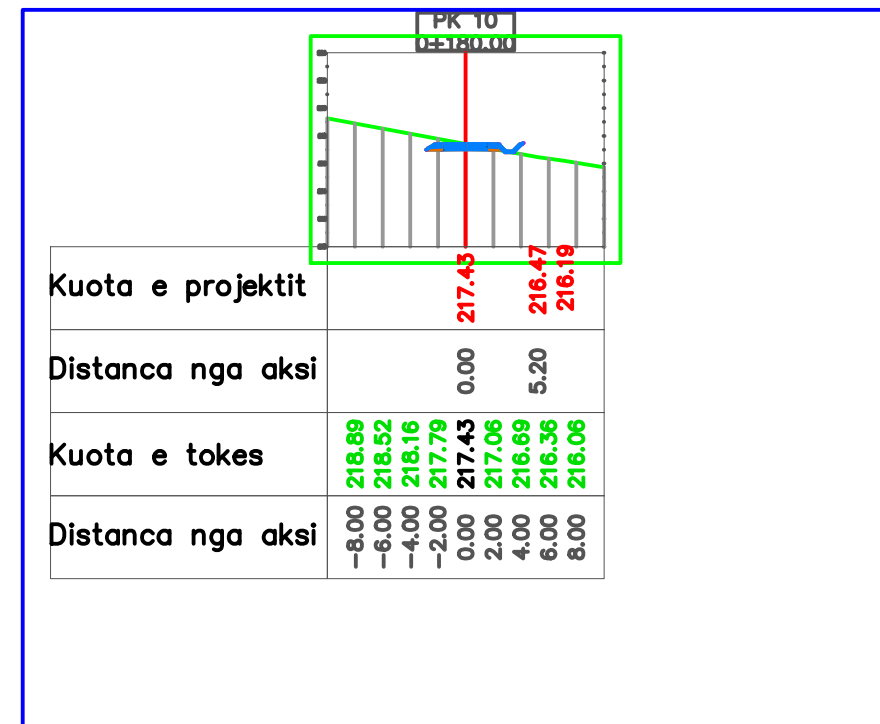 PK 10
0+180.00
Kuota e projektit 217.43 216.47 216.19
Distanca nga aksi 0.00 5.20
Kuota e tokes 218.89 218.52 218.16 217.79 217.43 217.06 216.69 216.36 216.06
Distanca nga aksi -8.00 -6.00 -4.00 -2.00 0.00 2.00 4.00 6.00 8.00